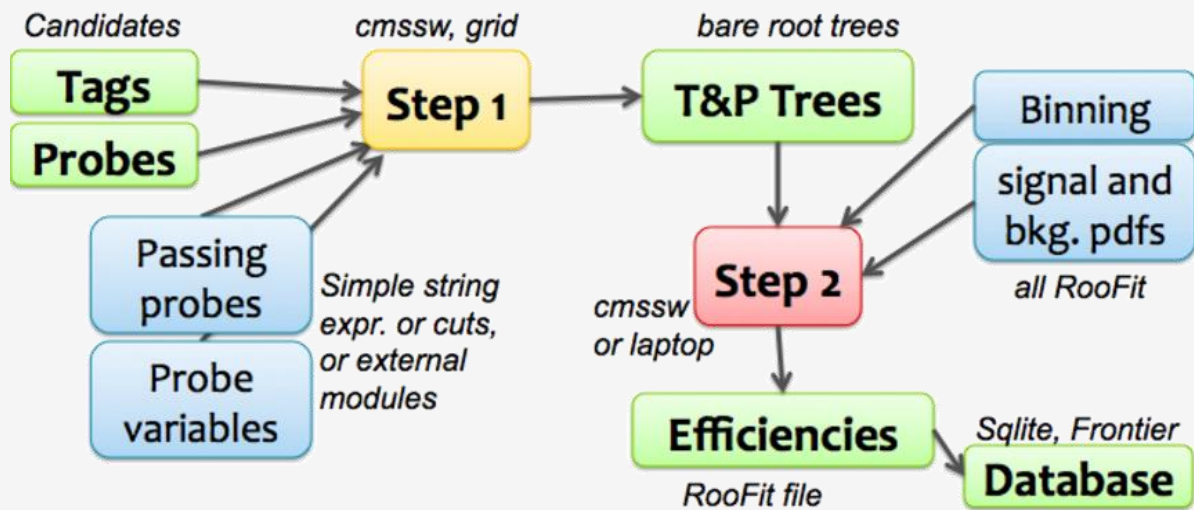 Candidates
Tags
Probes
cmssw, grid
Step 1
bare root trees
T&P Trees
Binning
signal and
bkg. pdfs
all RooFit
Passing
probes
Probe
variables
Simple string
expr. or cuts,
or external
modules
Step 2
cmssw
or laptop
Efficiencies
RooFit file
Sqlite, Frontier
Database